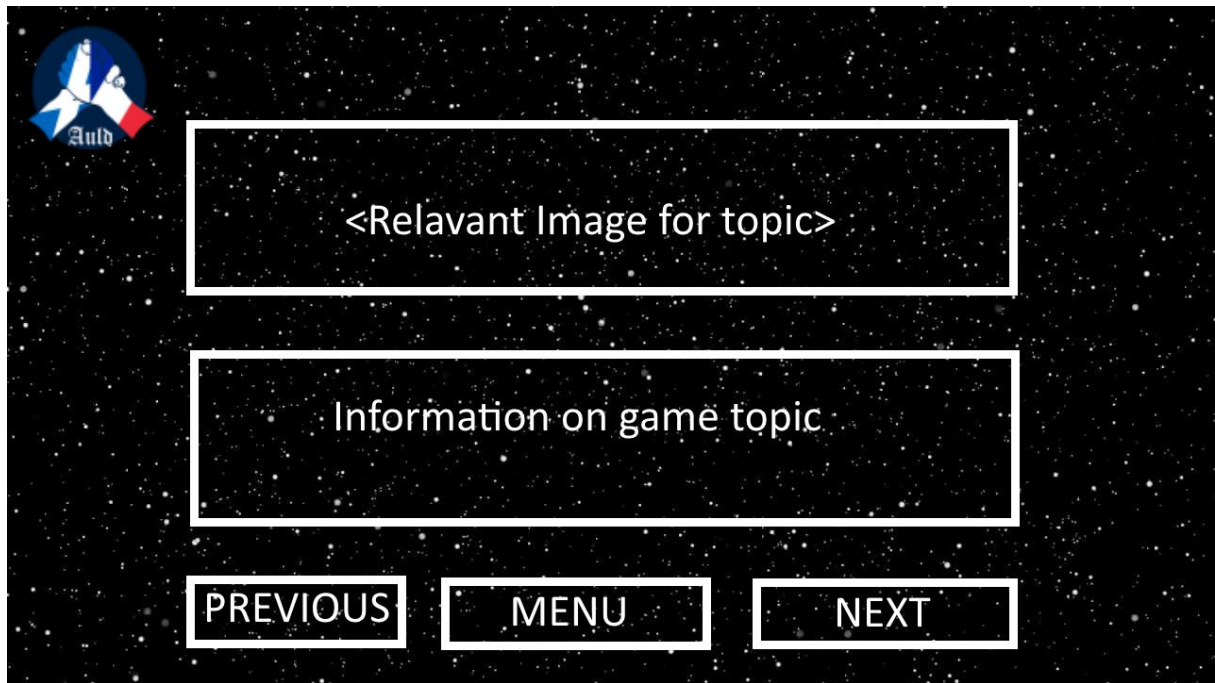 Auld
<Relavant Image for topic>
Information on game topic
PREVIOUS
MENU
NEXT